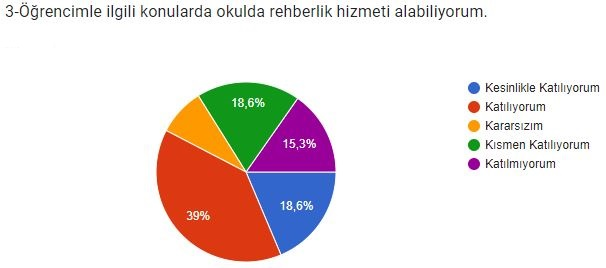 3-Öğrencimle ilgili konularda okulda rehberlik hizmeti alabiliyorum.
Kesinlikle Katılıyorum
Katılıyorum
Kararsızım
Kısmen Katılıyorum
Katılmıyorum
18,6%
15,3%
18,6%
39%